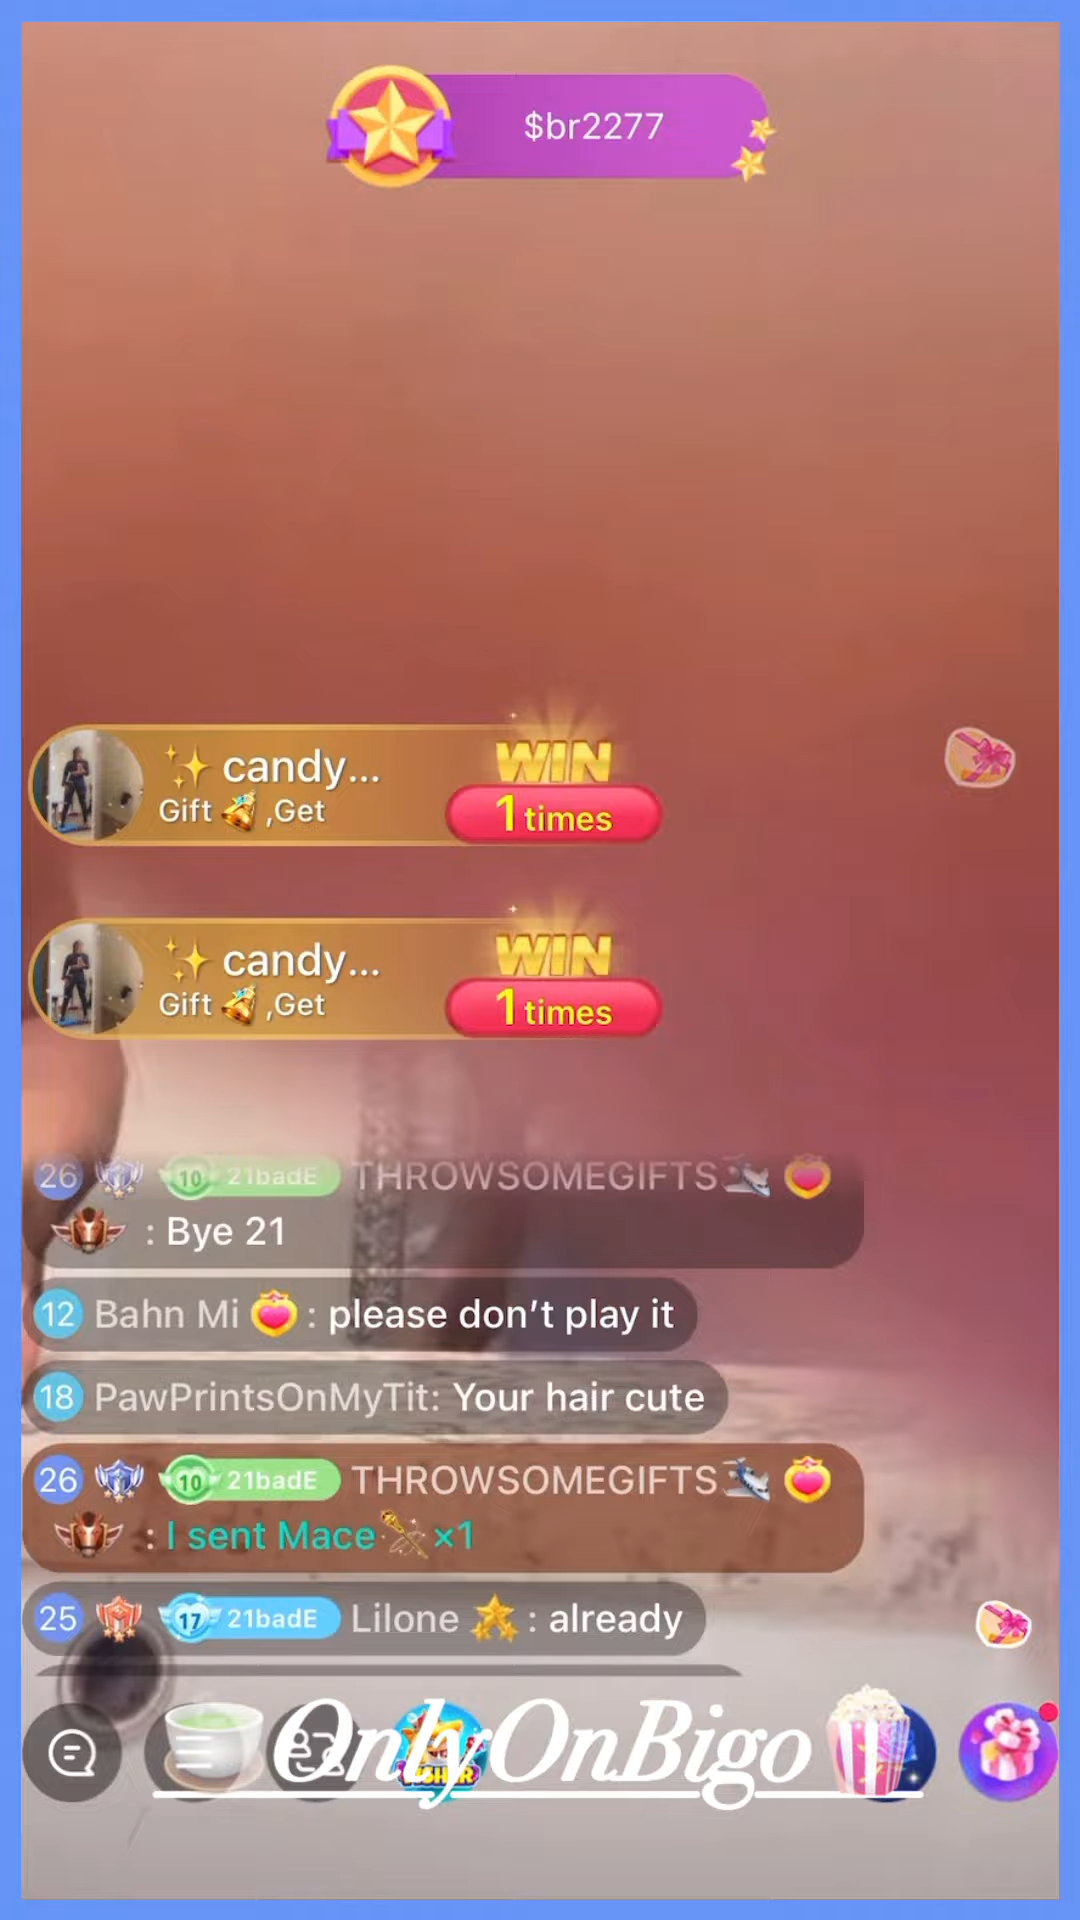 $br2277
✨ candy...
Gift 🔔 ,Get
WIN
1 times
✨ candy...
Gift 🔔 ,Get
WIN
1 times
26 10 21badE THROWSOMEGIFTS
: Bye 21
12 Bahn Mi : please don’t play it
18 PawPrintsOnMyTit: Your hair cute
26 10 21badE THROWSOMEGIFTS
: I sent Mace ×1
25 17 21badE Lilone : already
OnlyOnBigo